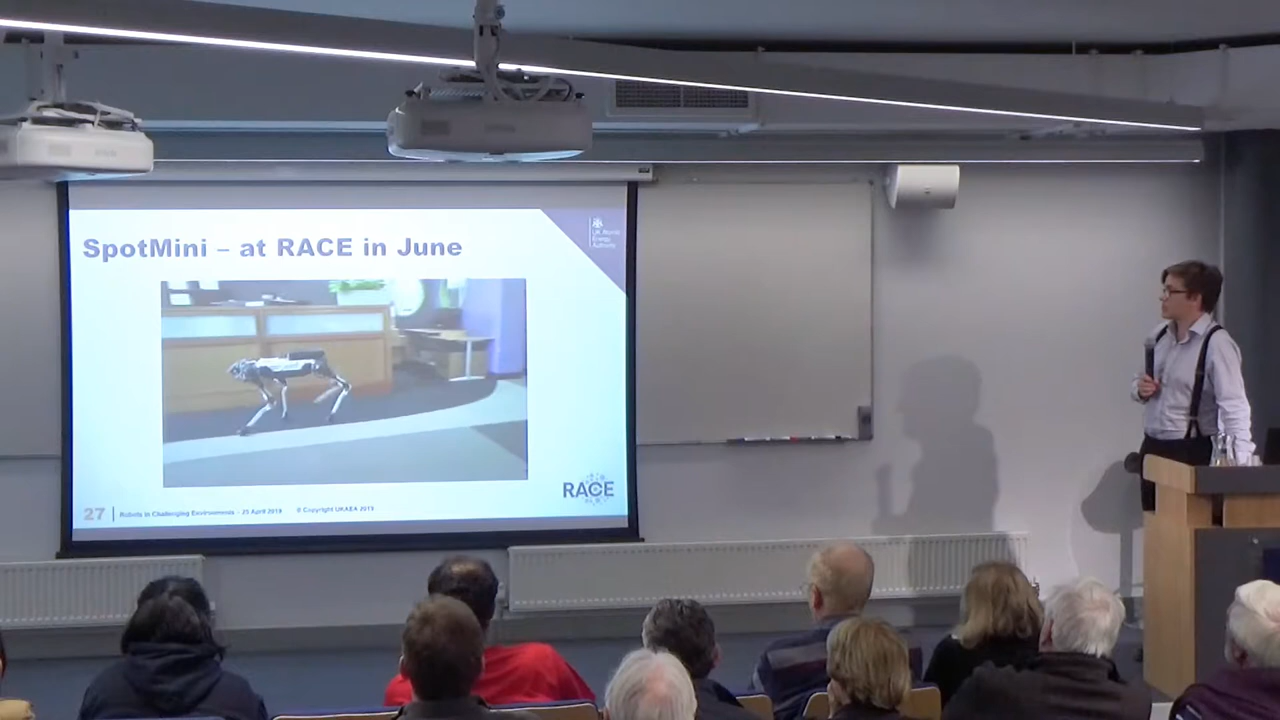 SpotMini – at RACE in June
UK Atomic
Energy
Authority
RACE
27
Robots in Challenging Environments – 25 April 2019
© Copyright UKAEA 2019